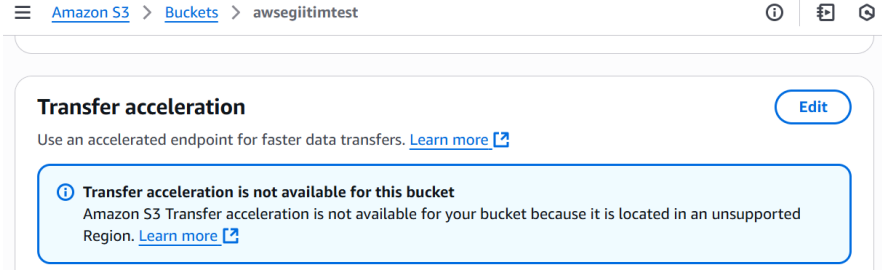 Amazon S3 > Buckets > awsegiitimtest
Transfer acceleration
Edit
Use an accelerated endpoint for faster data transfers. Learn more
Transfer acceleration is not available for this bucket
Amazon S3 Transfer acceleration is not available for your bucket because it is located in an unsupported
Region. Learn more